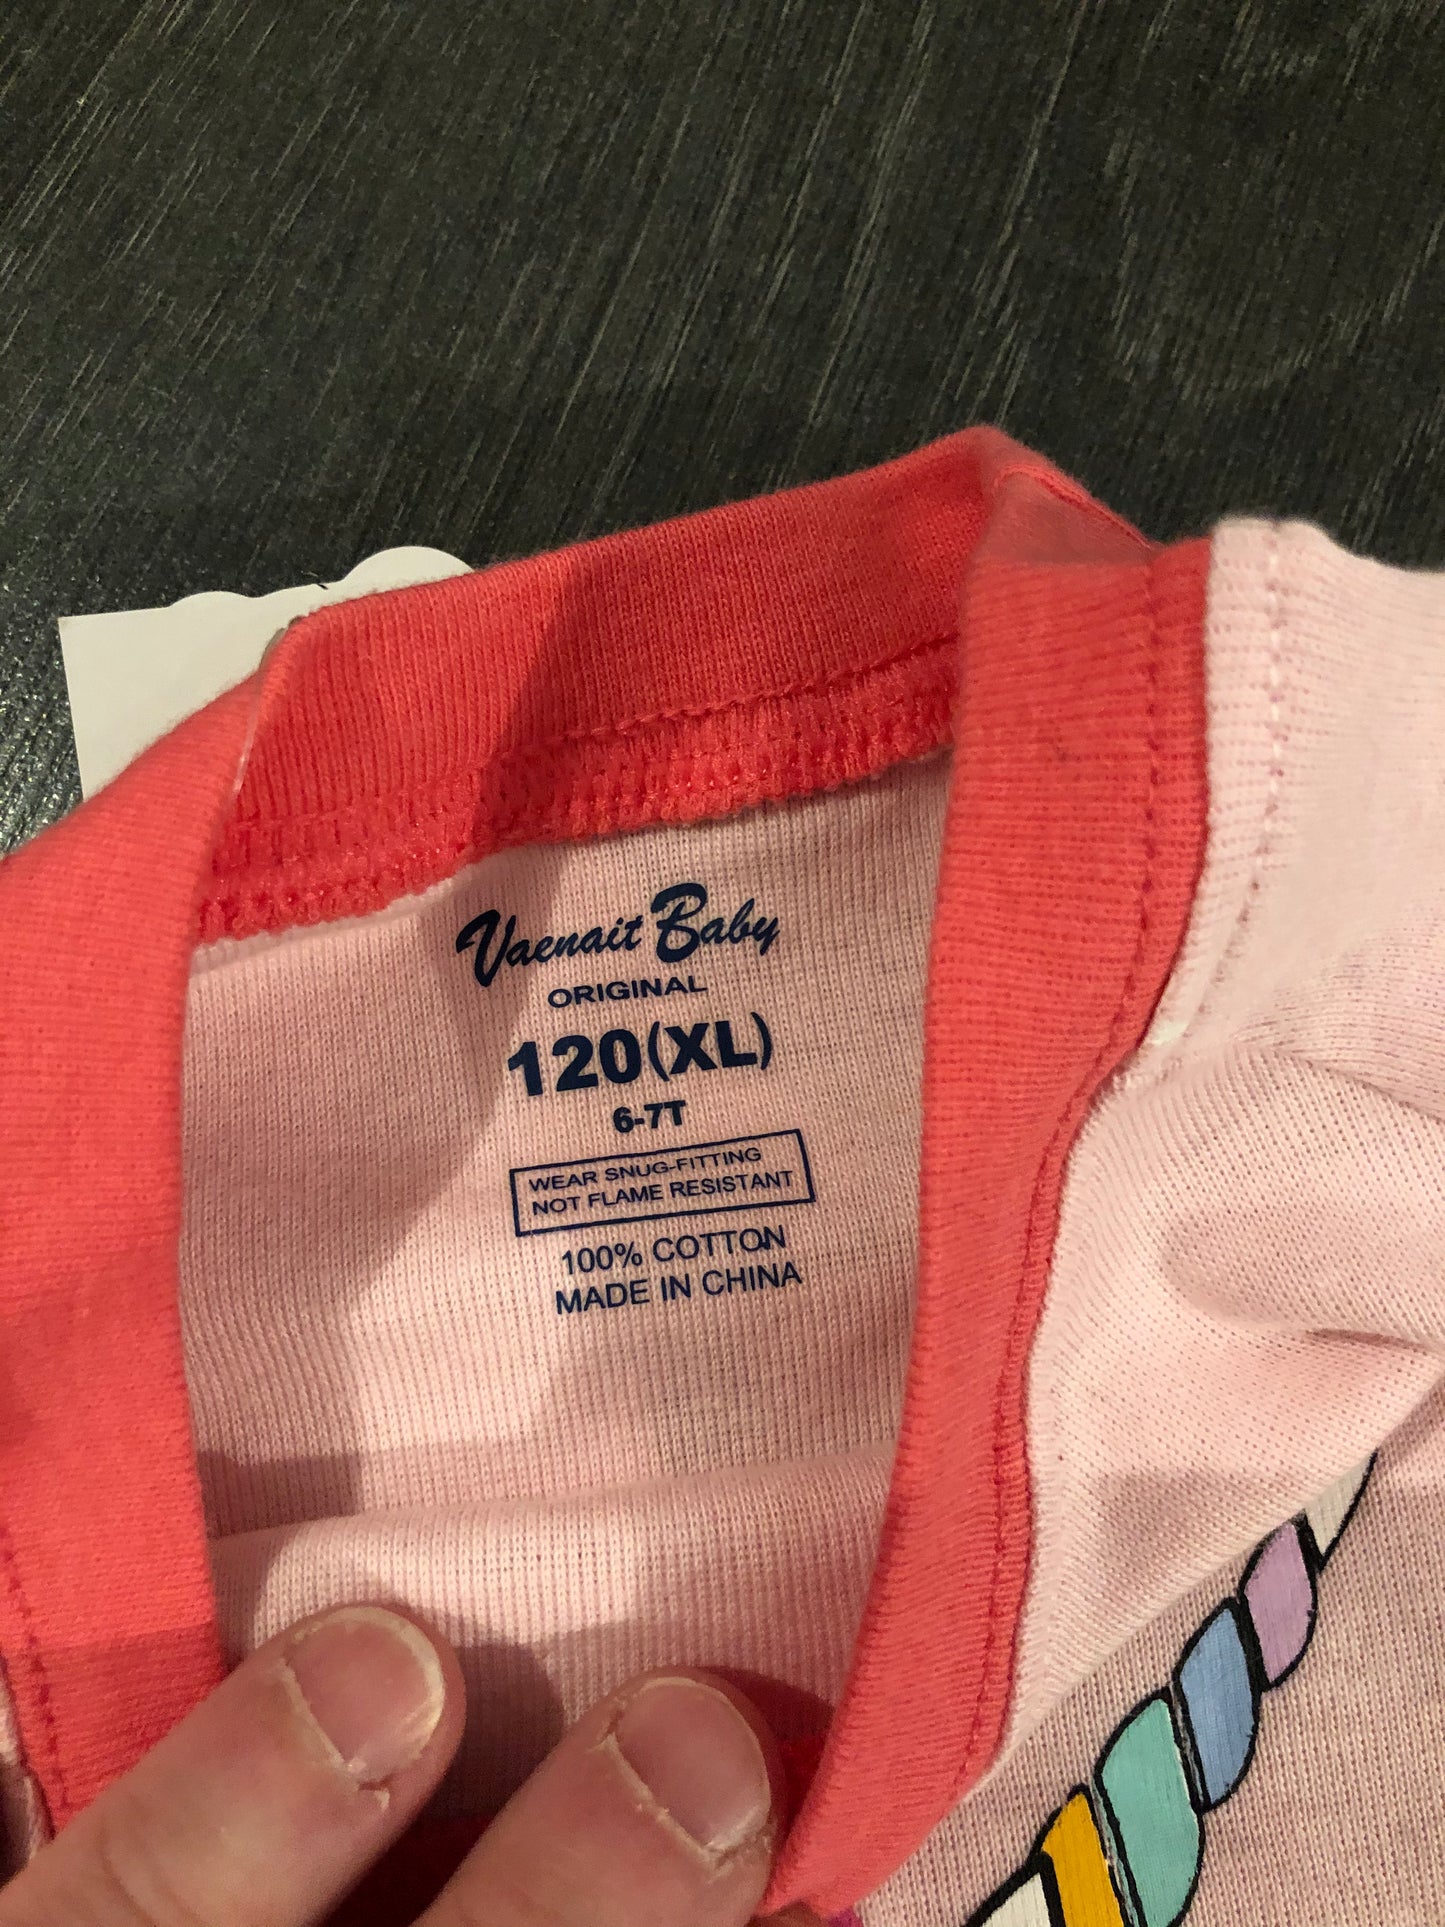 Vaenait Baby
ORIGINAL
120(XL)
6-7T
WEAR SNUG-FITTING
NOT FLAME RESISTANT
100% COTTON
MADE IN CHINA